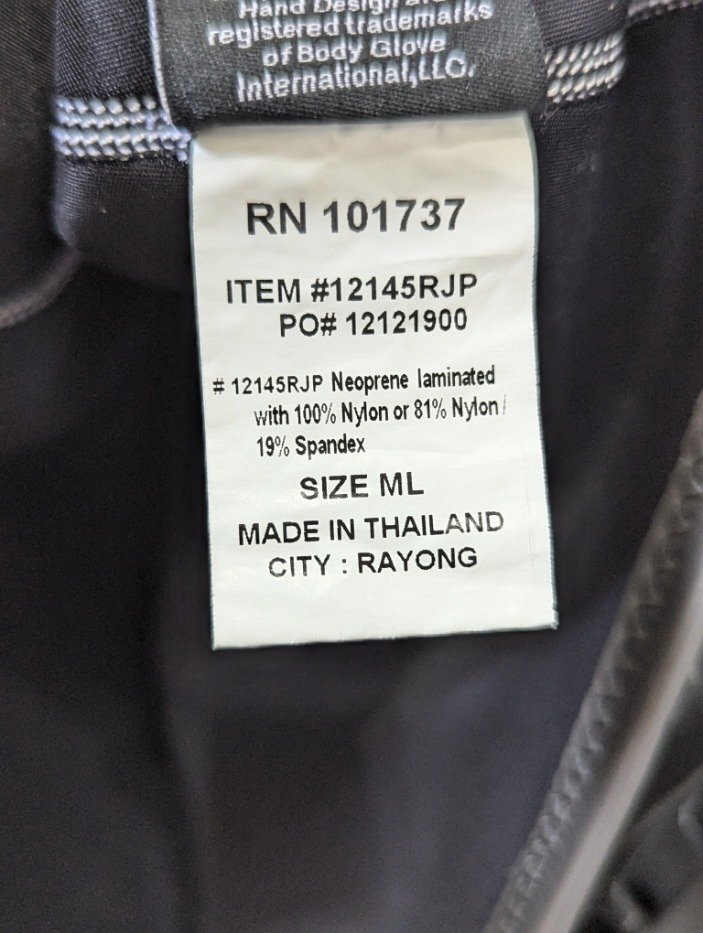 Hand Design are
registered trademarks
of Body Glove
International,LLC.
RN 101737
ITEM #12145RJP
PO# 12121900
# 12145RJP Neoprene laminated
with 100% Nylon or 81% Nylon /
19% Spandex
SIZE ML
MADE IN THAILAND
CITY : RAYONG